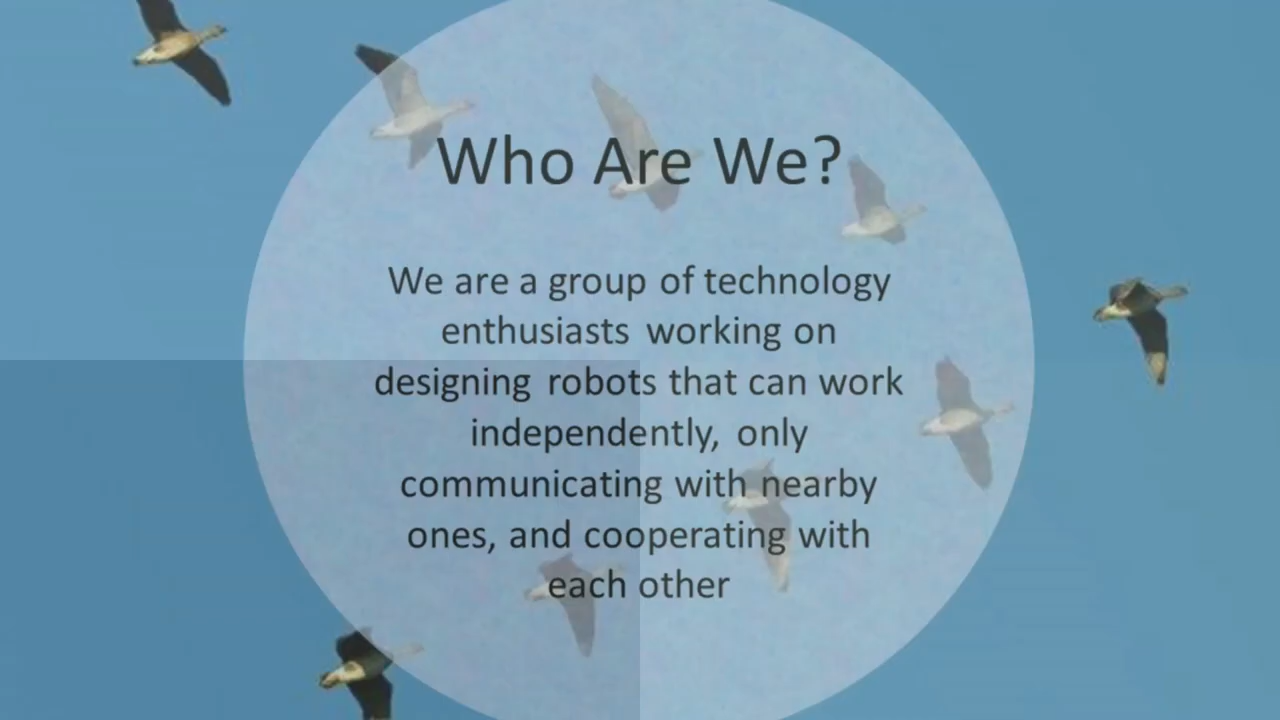 Who Are We?
We are a group of technology
enthusiasts working on
designing robots that can work
independently, only
communicating with nearby
ones, and cooperating with
each other